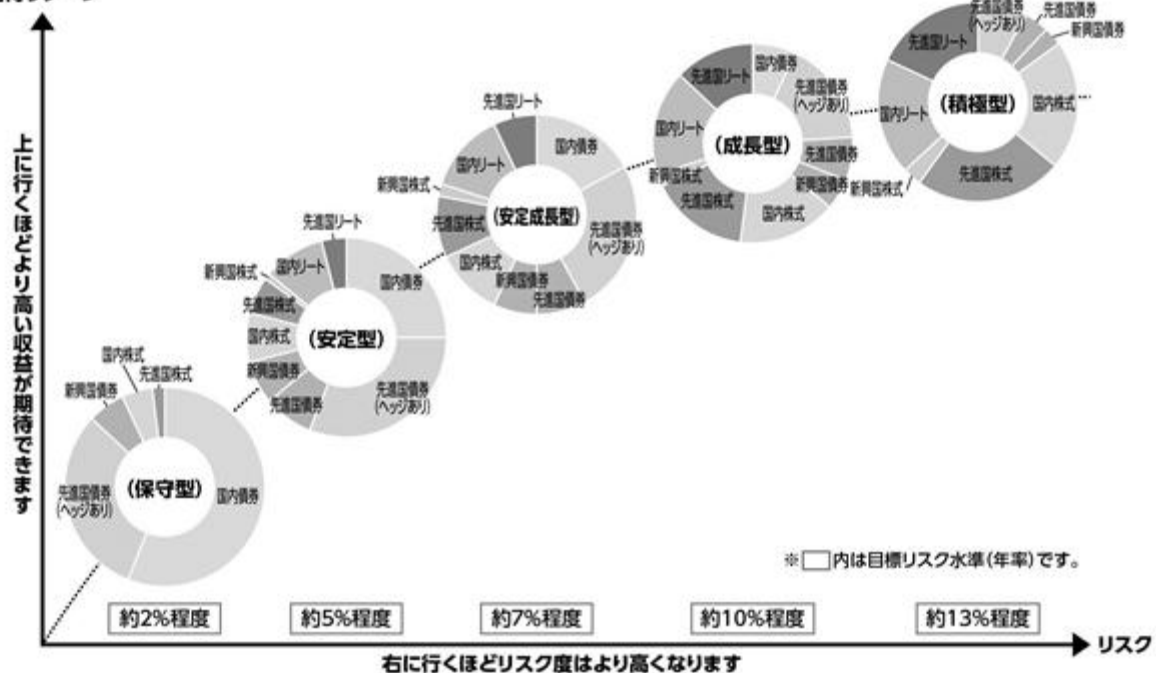 上に行くほどより高い収益が期待できます
先進国債券
(ヘッジあり)
先進国債券
新興国債券
国内株式
先進国株式
新興国株式
国内リート
先進国リート
(積極型)
国内債券
先進国債券
(ヘッジあり)
先進国債券
新興国債券
国内株式
先進国株式
新興国株式
国内リート
先進国リート
(成長型)
国内債券
先進国債券
(ヘッジあり)
先進国債券
新興国債券
国内株式
先進国株式
新興国株式
国内リート
先進国リート
(安定成長型)
国内債券
先進国債券
(ヘッジあり)
先進国債券
新興国債券
国内株式
先進国株式
新興国株式
国内リート
先進国リート
(安定型)
国内債券
先進国債券
(ヘッジあり)
新興国債券
国内株式
先進国株式
(保守型)
※□内は目標リスク水準(年率)です。
約2%程度
約5%程度
約7%程度
約10%程度
約13%程度
リスク
右に行くほどリスク度はより高くなります